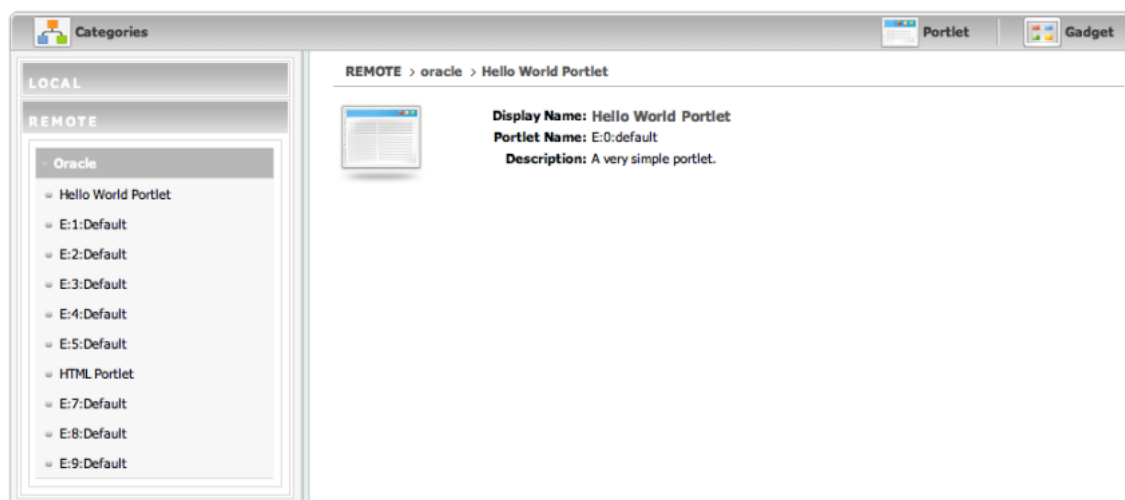 Categories
Portlet
Gadget
LOCAL
REMOTE
Oracle
Hello World Portlet
E:1:Default
E:2:Default
E:3:Default
E:4:Default
E:5:Default
HTML Portlet
E:7:Default
E:8:Default
E:9:Default
REMOTE > oracle > Hello World Portlet
Display Name: Hello World Portlet
Portlet Name: E:0:default
Description: A very simple portlet.